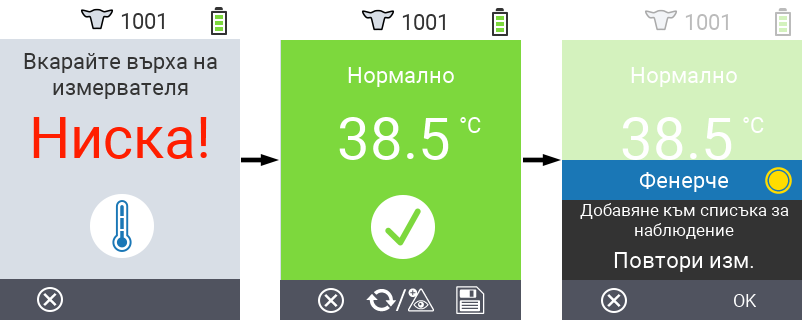 1001
Вкарайте върха на
измервателя
Ниска!
1001
Нормално
38.5 °C
1001
Нормално
38.5 °C
Фенерче
Добавяне към списъка за
наблюдение
Повтори изм.
OK